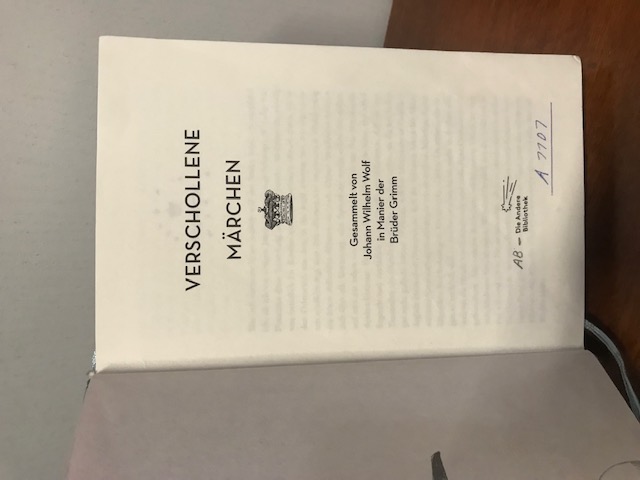 VERSCHOLLENE
MÄRCHEN
Gesammelt von
Johann Wilhelm Wolf
in Manier der
Brüder Grimm
AB – Die Andere
Bibliothek
A 7707